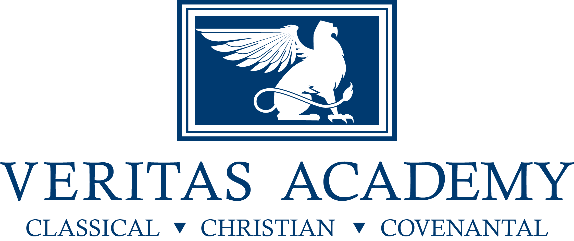 VERITAS ACADEMY
CLASSICAL ▼ CHRISTIAN ▼ COVENANTAL